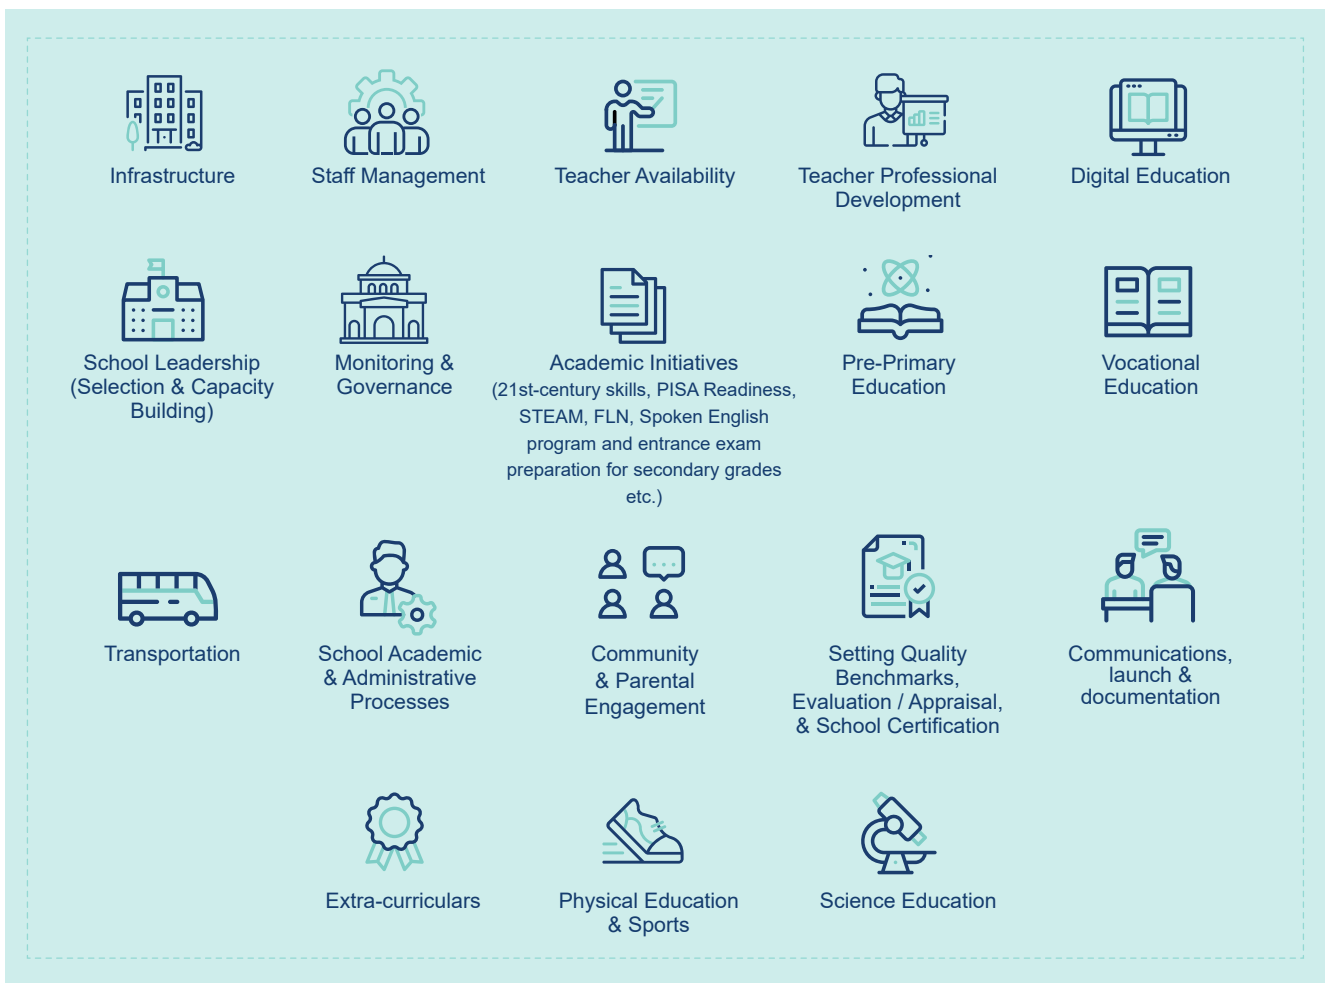 Infrastructure
Staff Management
Teacher Availability
Teacher Professional
Development
Digital Education
School Leadership
(Selection & Capacity
Building)
Monitoring &
Governance
Academic Initiatives
(21st-century skills, PISA Readiness,
STEAM, FLN, Spoken English
program and entrance exam
preparation for secondary grades
etc.)
Pre-Primary
Education
Vocational
Education
Transportation
School Academic
& Administrative
Processes
Community
& Parental
Engagement
Setting Quality
Benchmarks,
Evaluation / Appraisal,
& School Certification
Communications,
launch &
documentation
Extra-curriculars
Physical Education
& Sports
Science Education